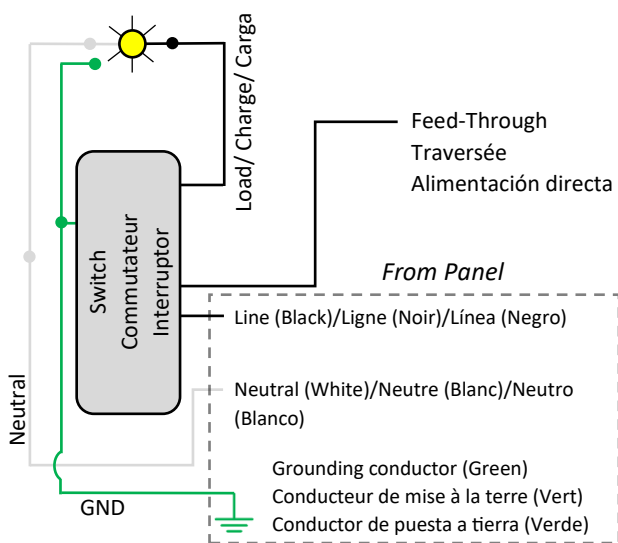 Load/ Charge/ Carga
Feed-Through
Traversée
Alimentación directa
Switch
Commutateur
Interruptor
From Panel
Line (Black)/Ligne (Noir)/Línea (Negro)
Neutral
Neutral (White)/Neutre (Blanc)/Neutro
(Blanco)
Grounding conductor (Green)
Conducteur de mise à la terre (Vert)
Conductor de puesta a tierra (Verde)
GND